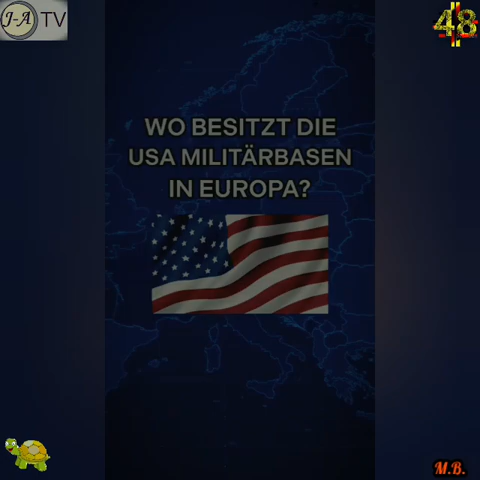 J-A TV
48
WO BESITZT DIE
USA MILITÄRBASEN
IN EUROPA?
M.B.